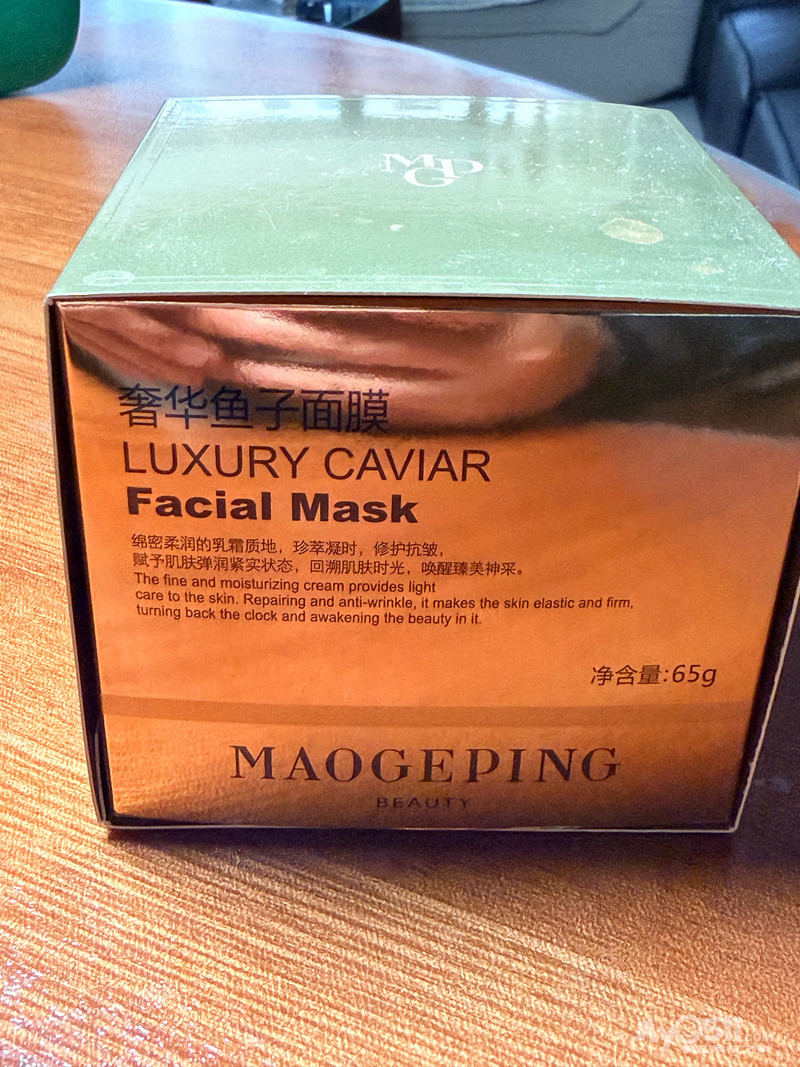 MGP
奢华鱼子面膜
LUXURY CAVIAR
Facial Mask
绵密柔润的乳霜质地，珍萃凝时，修护抗皱，
赋予肌肤弹润紧实状态，回溯肌肤时光，唤醒臻美神采。
The fine and moisturizing cream provides light
care to the skin. Repairing and anti-wrinkle, it makes the skin elastic and firm,
turning back the clock and awakening the beauty in it.
净含量:65g
MAOGEPING
BEAUTY